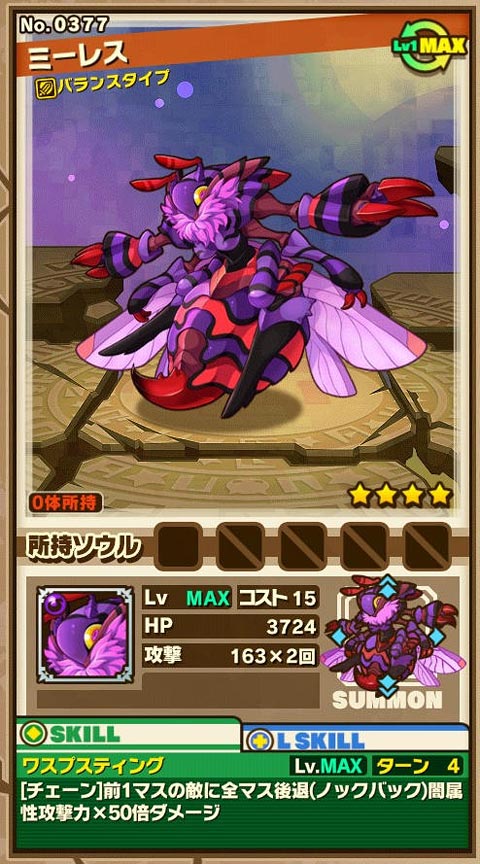 No.0377
ミーレス
Lv1 MAX
バランスタイプ
0体所持
所持ソウル
Lv MAX コスト 15
HP 3724
攻撃 163×2回
SUMMON
SKILL
L SKILL
ワスプスティング Lv.MAX ターン 4
[チェーン]前1マスの敵に全マス後退(ノックバック)闇属
性攻撃力×50倍ダメージ